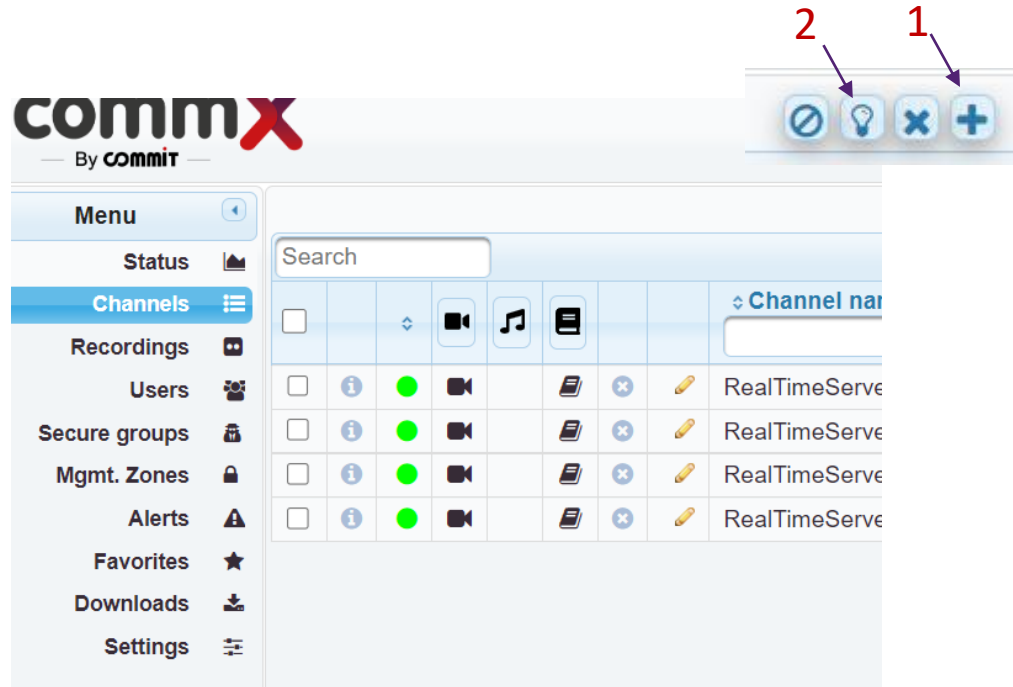 2 1
commX
By commiT
Menu
Status
Channels
Recordings
Users
Secure groups
Mgmt. Zones
Alerts
Favorites
Downloads
Settings
Search
Channel nar
RealTimeServe
RealTimeServe
RealTimeServe
RealTimeServe